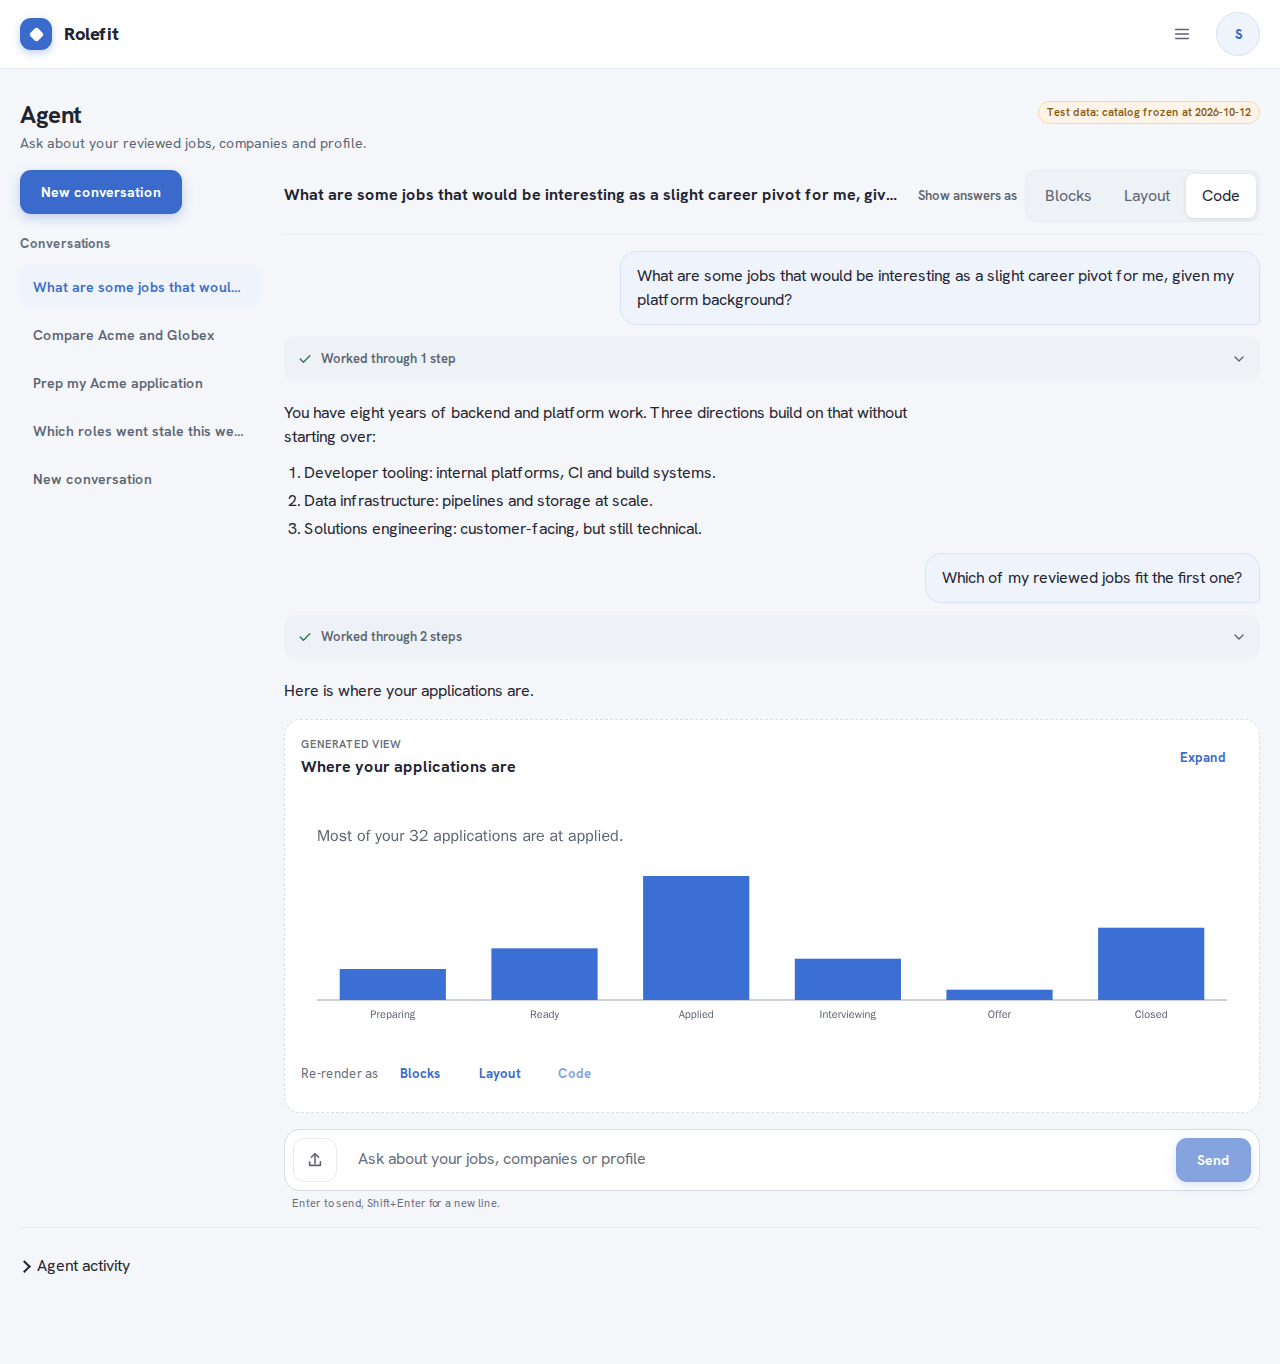 Rolefit
S
Agent
Test data: catalog frozen at 2026-10-12
Ask about your reviewed jobs, companies and profile.
New conversation
What are some jobs that would be interesting as a slight career pivot for me, giv...
Show answers as
Blocks
Layout
Code
Conversations
What are some jobs that woul...
Compare Acme and Globex
Prep my Acme application
Which roles went stale this we...
New conversation
What are some jobs that would be interesting as a slight career pivot for me, given my
platform background?
Worked through 1 step
You have eight years of backend and platform work. Three directions build on that without
starting over:
1. Developer tooling: internal platforms, CI and build systems.
2. Data infrastructure: pipelines and storage at scale.
3. Solutions engineering: customer-facing, but still technical.
Which of my reviewed jobs fit the first one?
Worked through 2 steps
Here is where your applications are.
GENERATED VIEW
Where your applications are
Expand
Most of your 32 applications are at applied.
Preparing
Ready
Applied
Interviewing
Offer
Closed
Re-render as
Blocks
Layout
Code
Ask about your jobs, companies or profile
Send
Enter to send, Shift+Enter for a new line.
Agent activity